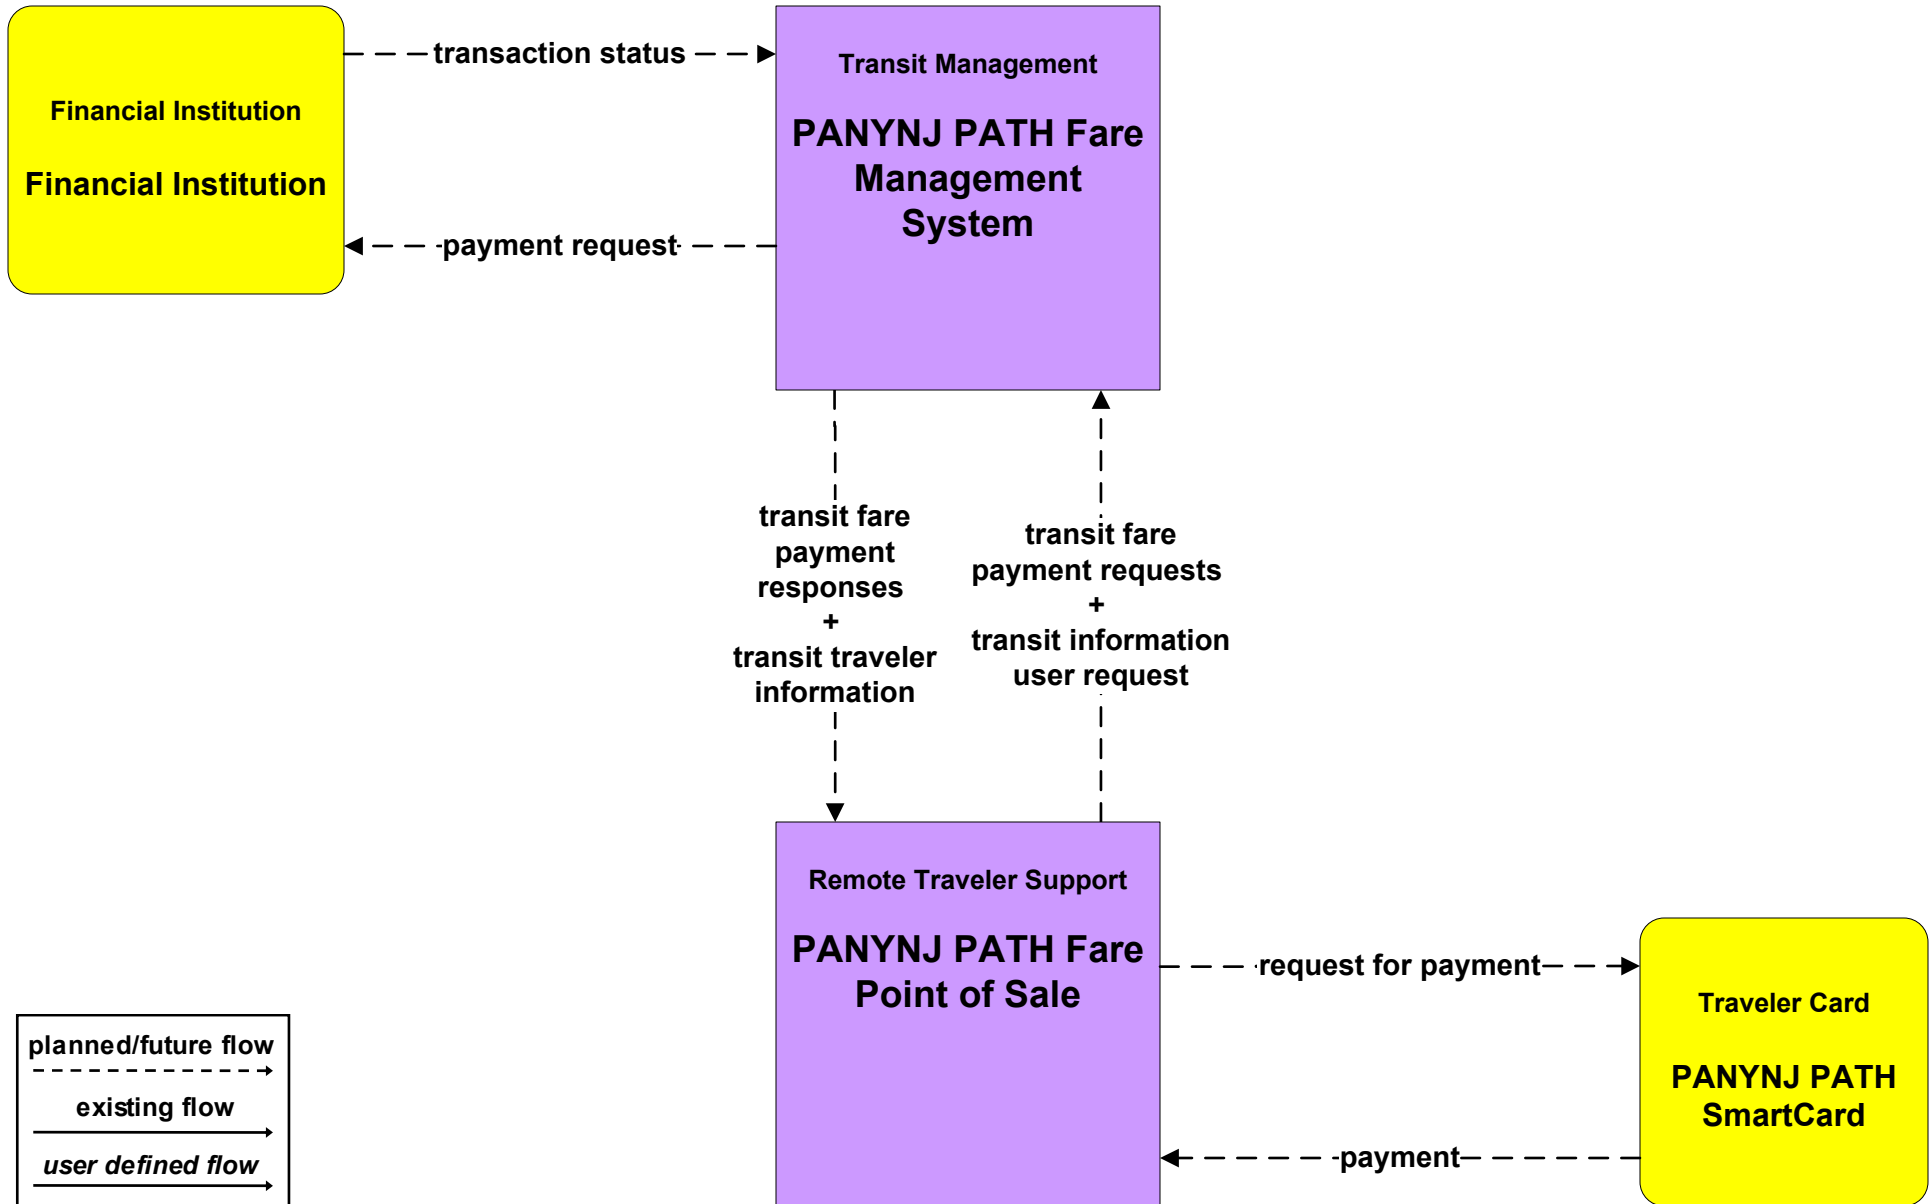 transaction status
Financial Institution
Financial Institution
payment request
Transit Management
PANYNJ PATH Fare
Management
System
transit fare
payment
responses
+
transit traveler
information
transit fare
payment requests
+
transit information
user request
Remote Traveler Support
PANYNJ PATH Fare
Point of Sale
request for payment
Traveler Card
PANYNJ PATH
SmartCard
payment
planned/future flow
existing flow
user defined flow